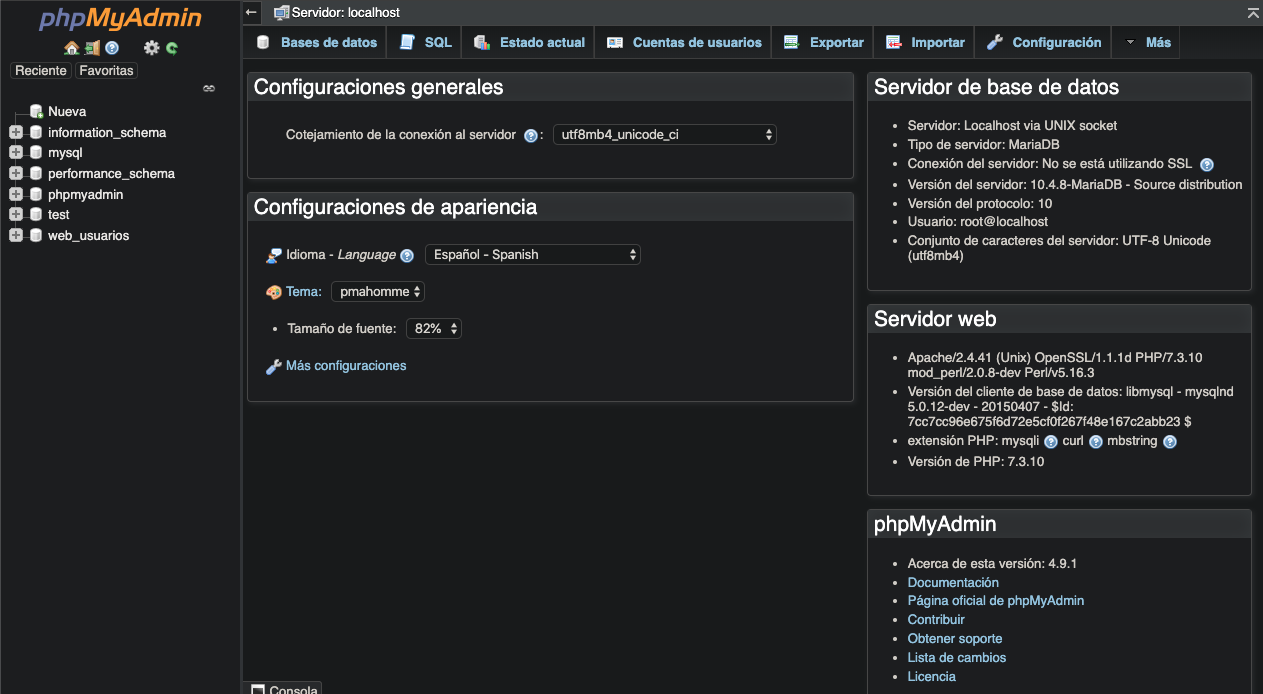 phpMyAdmin
Reciente Favoritas
Nueva
information_schema
mysql
performance_schema
phpmyadmin
test
web_usuarios
Servidor: localhost
Bases de datos SQL Estado actual Cuentas de usuarios Exportar Importar Configuración Más
Configuraciones generales
Cotejamiento de la conexión al servidor : utf8mb4_unicode_ci
Configuraciones de apariencia
Idioma - Language Español - Spanish
Tema: pmahomme
Tamaño de fuente: 82%
Más configuraciones
Servidor de base de datos
Servidor: Localhost via UNIX socket
Tipo de servidor: MariaDB
Conexión del servidor: No se está utilizando SSL
Versión del servidor: 10.4.8-MariaDB - Source distribution
Versión del protocolo: 10
Usuario: root@localhost
Conjunto de caracteres del servidor: UTF-8 Unicode
(utf8mb4)
Servidor web
Apache/2.4.41 (Unix) OpenSSL/1.1.1d PHP/7.3.10
mod_perl/2.0.8-dev Perl/v5.16.3
Versión del cliente de base de datos: libmysql - mysqlnd
5.0.12-dev - 20150407 - $Id:
7cc7cc96e675f6d72e5cf0f267f48e167c2abb23 $
extensión PHP: mysqli curl mbstring
Versión de PHP: 7.3.10
phpMyAdmin
Acerca de esta versión: 4.9.1
Documentación
Página oficial de phpMyAdmin
Contribuir
Obtener soporte
Lista de cambios
Licencia
Consola